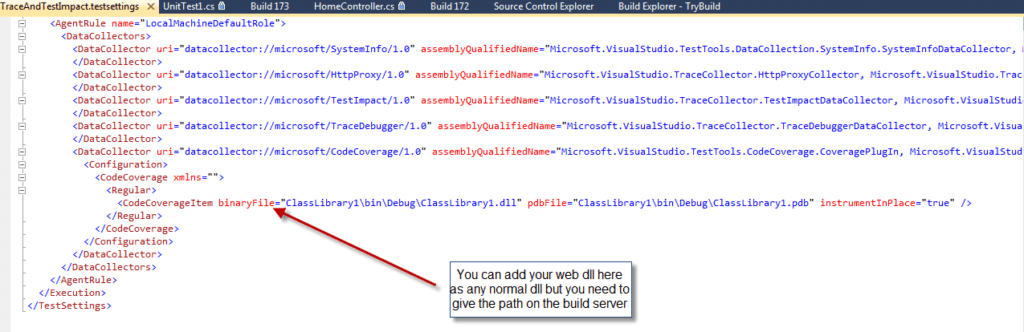 TraceAndTestImpact.testsettings UnitTest1.cs Build 173 HomeController.cs Build 172 Source Control Explorer Build Explorer - TryBuild
<AgentRule name="LocalMachineDefaultRole">
<DataCollectors>
<DataCollector uri="datacollector://microsoft/SystemInfo/1.0" assemblyQualifiedName="Microsoft.VisualStudio.TestTools.DataCollection.SystemInfo.SystemInfoDataCollector,
</DataCollector>
<DataCollector uri="datacollector://microsoft/HttpProxy/1.0" assemblyQualifiedName="Microsoft.VisualStudio.TraceCollector.HttpProxyCollector, Microsoft.VisualStudio.Trac
</DataCollector>
<DataCollector uri="datacollector://microsoft/TestImpact/1.0" assemblyQualifiedName="Microsoft.VisualStudio.TraceCollector.TestImpactDataCollector, Microsoft.VisualStud
</DataCollector>
<DataCollector uri="datacollector://microsoft/TraceDebugger/1.0" assemblyQualifiedName="Microsoft.VisualStudio.TraceCollector.TraceDebuggerDataCollector, Microsoft.Visu
</DataCollector>
<DataCollector uri="datacollector://microsoft/CodeCoverage/1.0" assemblyQualifiedName="Microsoft.VisualStudio.TestTools.CodeCoverage.CoveragePlugIn, Microsoft.VisualStu
<Configuration>
<CodeCoverage xmlns="">
<Regular>
<CodeCoverageItem binaryFile="ClassLibrary1\bin\Debug\ClassLibrary1.dll" pdbFile="ClassLibrary1\bin\Debug\ClassLibrary1.pdb" instrumentInPlace="true" />
</Regular>
</CodeCoverage>
</Configuration>
</DataCollector>
</DataCollectors>
</AgentRule>
</Execution>
</TestSettings>
You can add your web dll here
as any normal dll but you need to
give the path on the build server